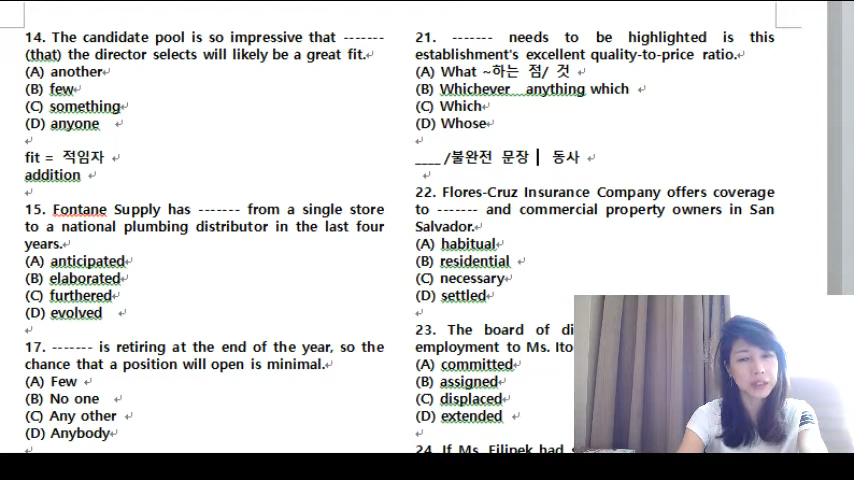 14. The candidate pool is so impressive that -------
(that) the director selects will likely be a great fit.
(A) another
(B) few
(C) something
(D) anyone
fit = 적임자
addition
15. Fontane Supply has ------- from a single store
to a national plumbing distributor in the last four
years.
(A) anticipated
(B) elaborated
(C) furthered
(D) evolved
17. ------- is retiring at the end of the year, so the
chance that a position will open is minimal.
(A) Few
(B) No one
(C) Any other
(D) Anybody
21. ------- needs to be highlighted is this
establishment's excellent quality-to-price ratio.
(A) What ~하는 점/ 것
(B) Whichever anything which
(C) Which
(D) Whose
____ /불완전 문장 동사
22. Flores-Cruz Insurance Company offers coverage
to ------- and commercial property owners in San
Salvador.
(A) habitual
(B) residential
(C) necessary
(D) settled
23. The board of
employment to Ms. Ito
(A) committed
(B) assigned
(C) displaced
(D) extended
24. If Ms. Filipek had